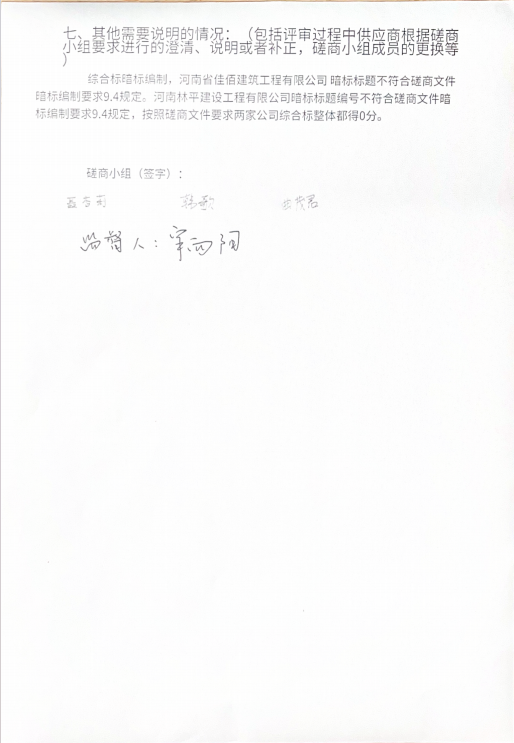 七、其他需要说明的情况：（包括评审过程中供应商根据磋商
小组要求进行的澄清、说明或者补正，磋商小组成员的更换等
）
综合标暗标编制，河南省佳佰建筑工程有限公司 暗标标题不符合磋商文件
暗标编制要求9.4规定。河南林平建设工程有限公司暗标标题编号不符合磋商文件暗
标编制要求9.4规定，按照磋商文件要求两家公司综合标整体都得0分。
磋商小组（签字）：
监督人：